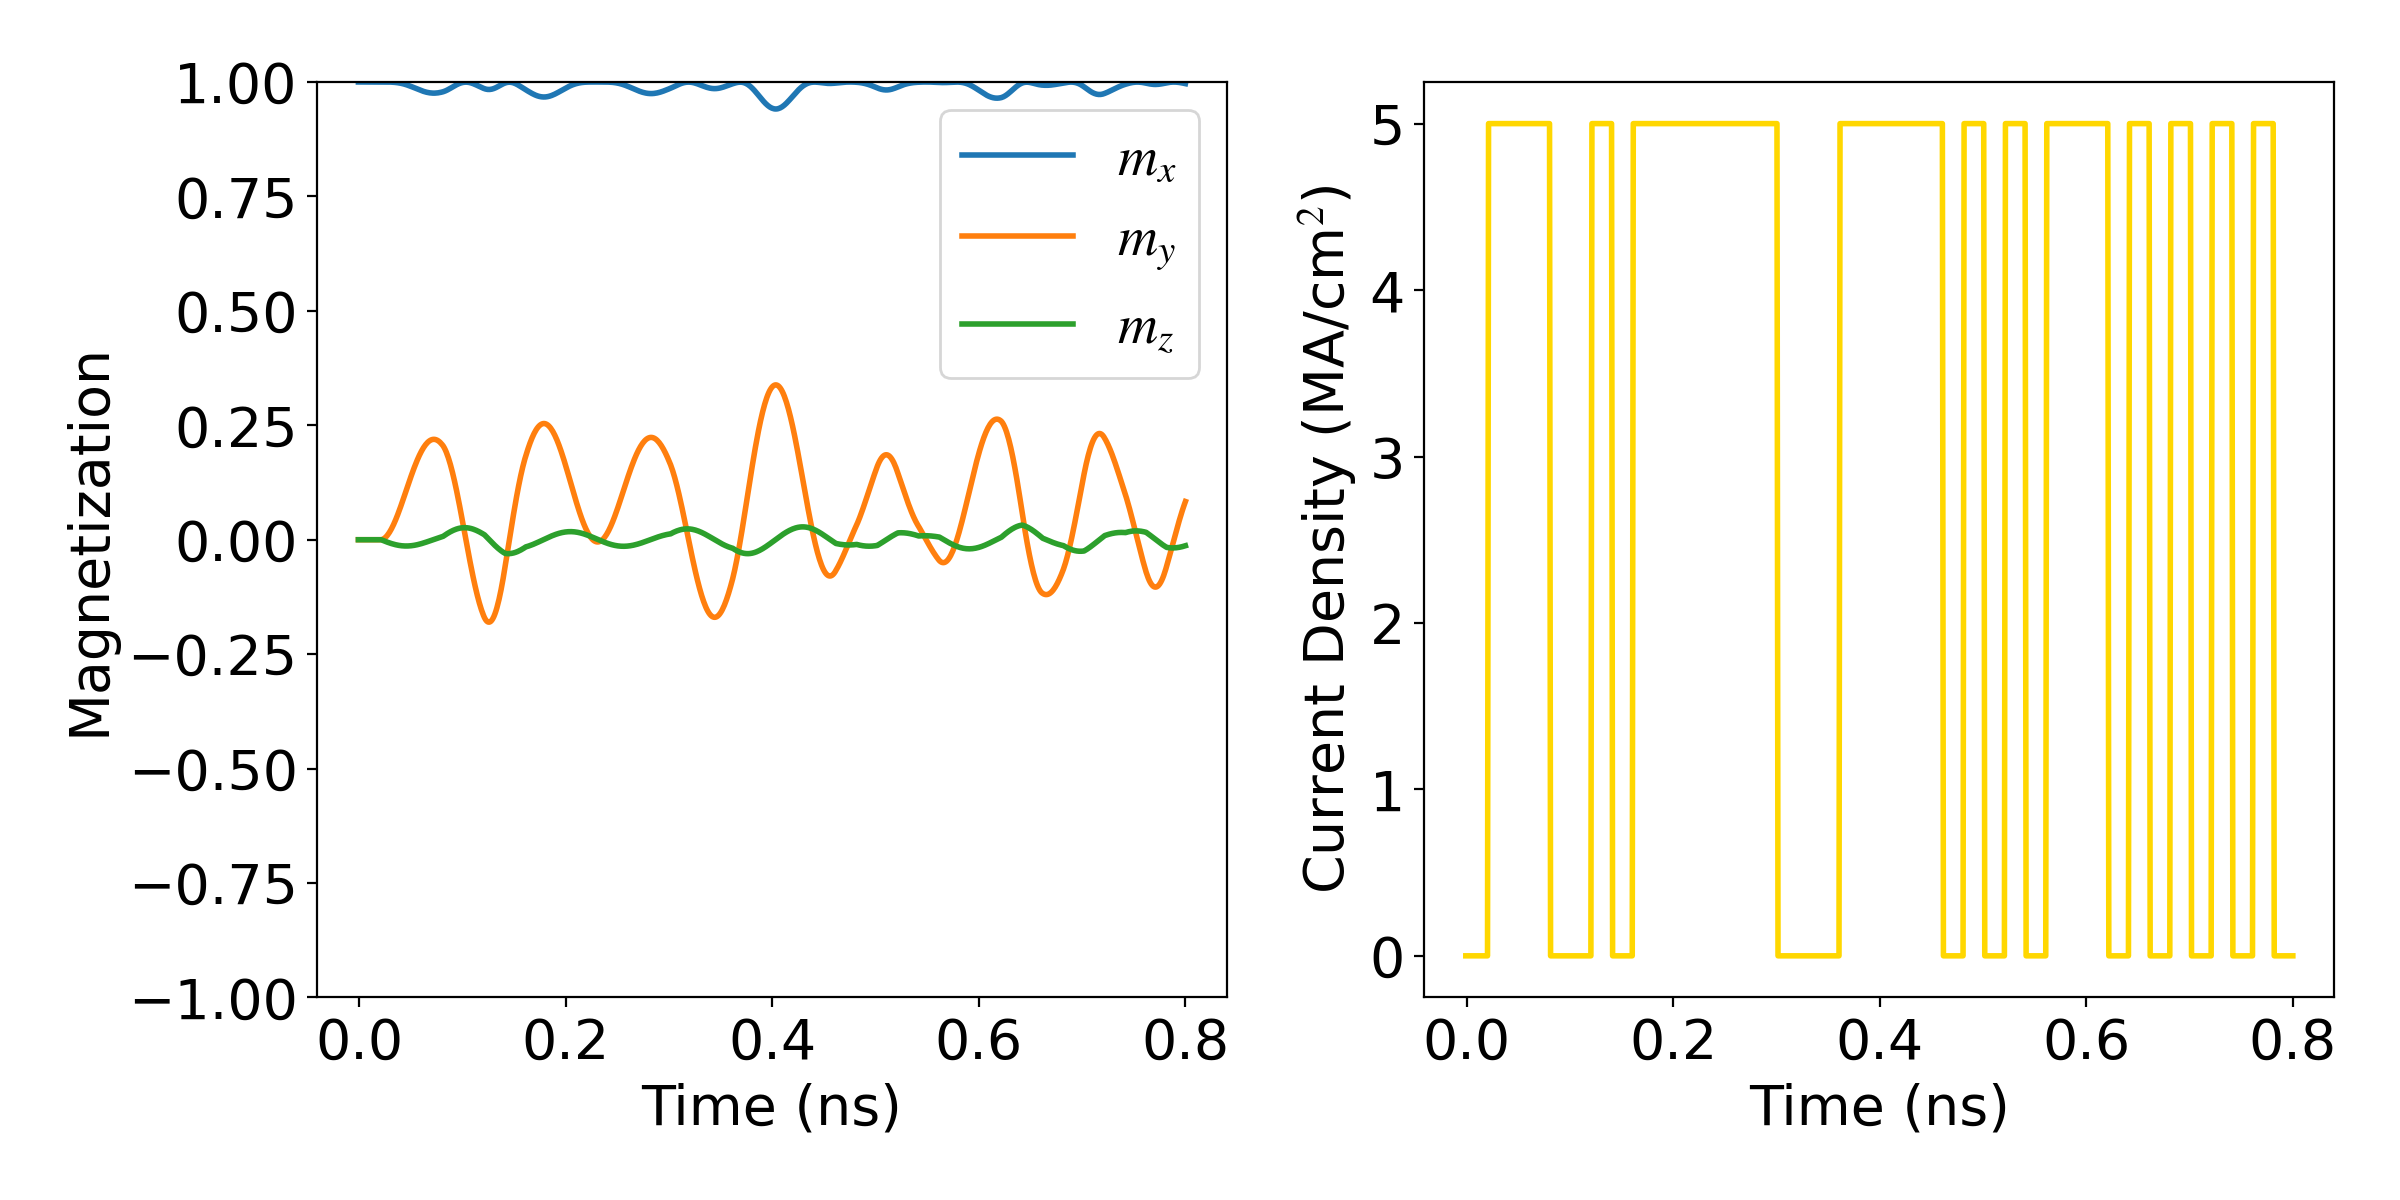 1.00
0.75
0.50
0.25
0.00
−0.25
−0.50
−0.75
−1.00
Magnetization
0.0 0.2 0.4 0.6 0.8
Time (ns)
m_x
m_y
m_z
5
4
3
2
1
0
Current Density (MA/cm²)
0.0 0.2 0.4 0.6 0.8
Time (ns)